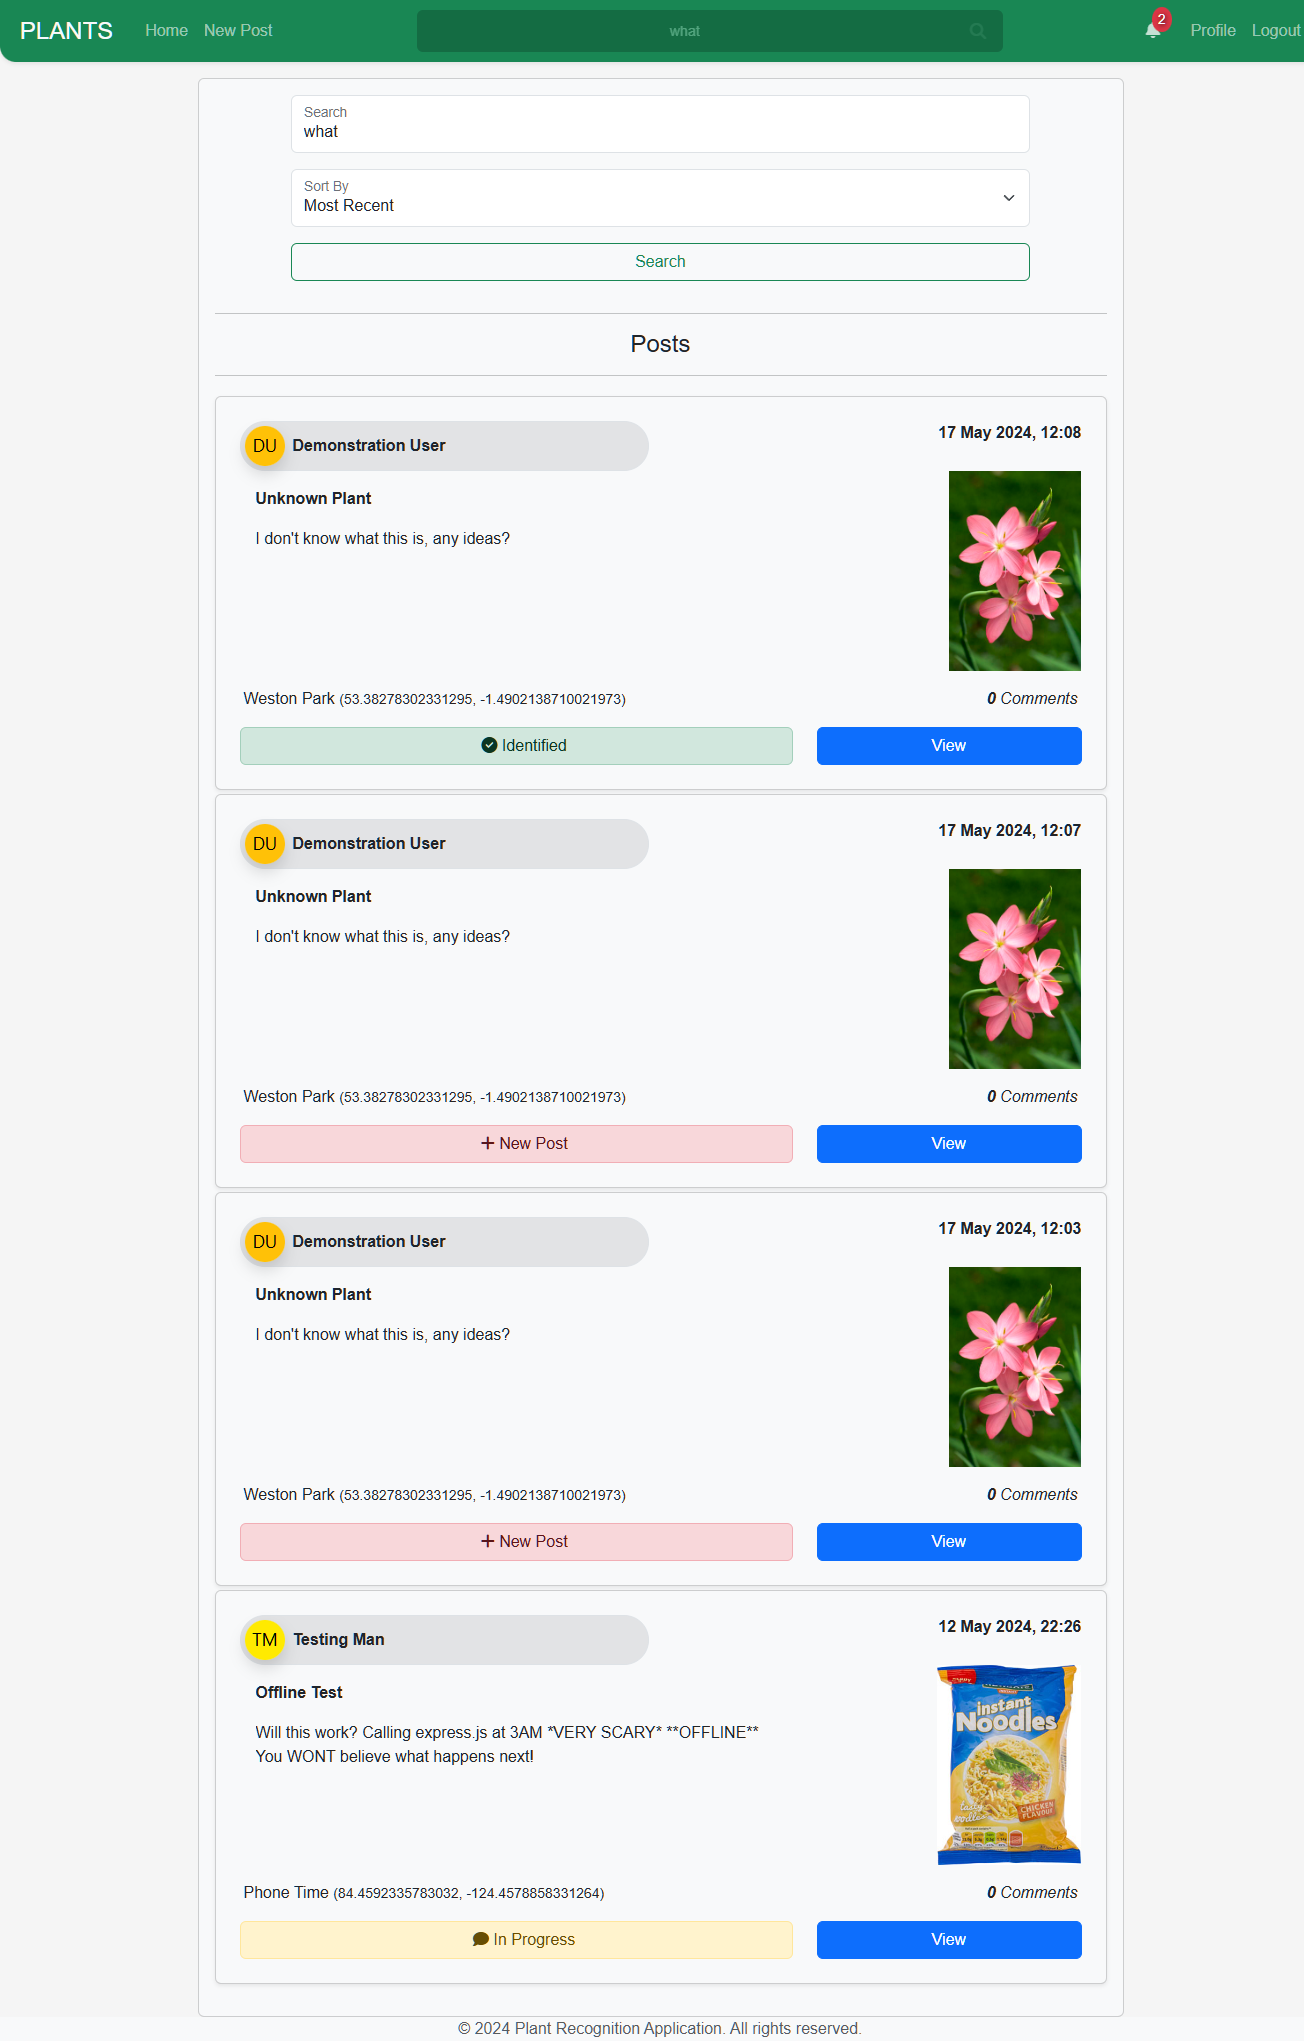 PLANTS Home New Post what 2 Profile Logout
Search
what
Sort By
Most Recent
Search
Posts
DU Demonstration User 17 May 2024, 12:08
Unknown Plant
I don't know what this is, any ideas?
Weston Park (53.38278302331295, -1.4902138710021973) 0 Comments
Identified View
DU Demonstration User 17 May 2024, 12:07
Unknown Plant
I don't know what this is, any ideas?
Weston Park (53.38278302331295, -1.4902138710021973) 0 Comments
New Post View
DU Demonstration User 17 May 2024, 12:03
Unknown Plant
I don't know what this is, any ideas?
Weston Park (53.38278302331295, -1.4902138710021973) 0 Comments
New Post View
TM Testing Man 12 May 2024, 22:26
Offline Test
Will this work? Calling express.js at 3AM *VERY SCARY* **OFFLINE**
You WONT believe what happens next!
instant
Noodles
tasty
noodles
CHICKEN
FLAVOUR
Phone Time (84.4592335783032, -124.4578858331264) 0 Comments
In Progress View
© 2024 Plant Recognition Application. All rights reserved.